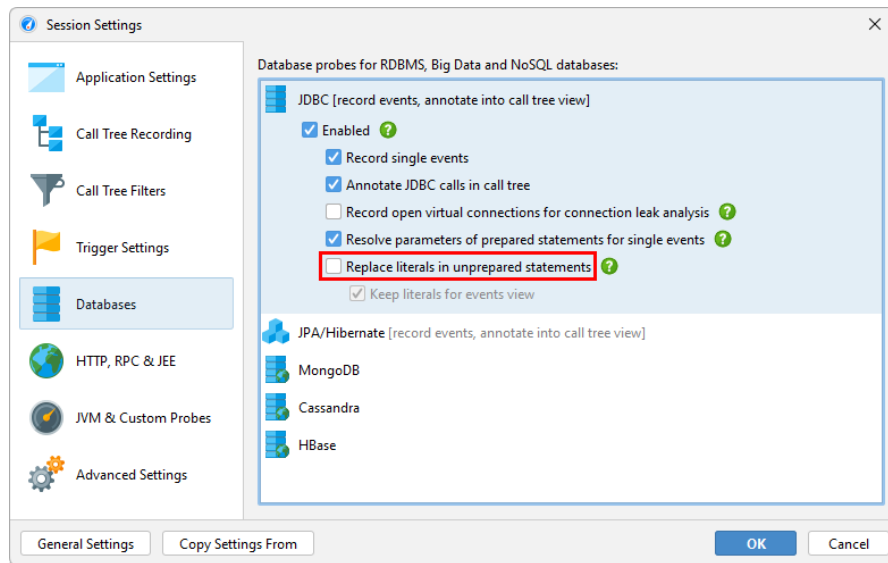 Session Settings
Application Settings
Call Tree Recording
Call Tree Filters
Trigger Settings
Databases
HTTP, RPC & JEE
JVM & Custom Probes
Advanced Settings
Database probes for RDBMS, Big Data and NoSQL databases:
JDBC [record events, annotate into call tree view]
Enabled ?
Record single events
Annotate JDBC calls in call tree
Record open virtual connections for connection leak analysis ?
Resolve parameters of prepared statements for single events ?
Replace literals in unprepared statements ?
Keep literals for events view
JPA/Hibernate [record events, annotate into call tree view]
MongoDB
Cassandra
HBase
General Settings
Copy Settings From
OK
Cancel